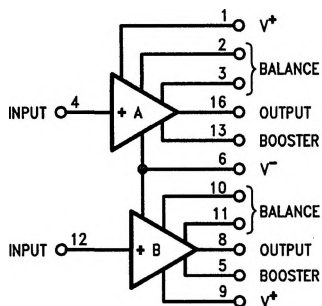 1 V+
2
3 BALANCE
INPUT 4 + A 16 OUTPUT
13 BOOSTER
6 V-
10
11 BALANCE
INPUT 12 + B 8 OUTPUT
5 BOOSTER
9 V+